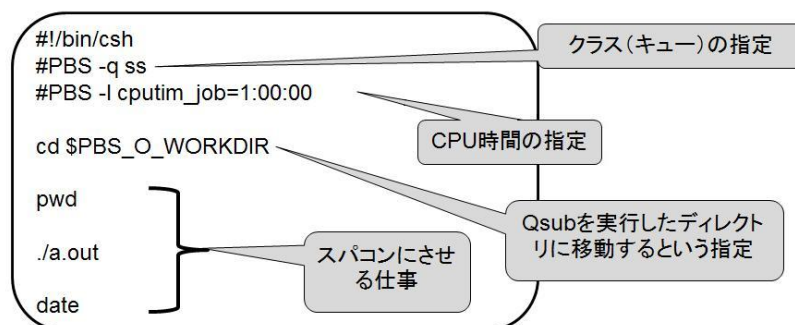 #!/bin/csh
#PBS -q ss
#PBS -l cputim_job=1:00:00
cd $PBS_O_WORKDIR
pwd
./a.out
date
クラス(キュー)の指定
CPU時間の指定
Qsubを実行したディレクト
リに移動するという指定
スパコンにさせ
る仕事